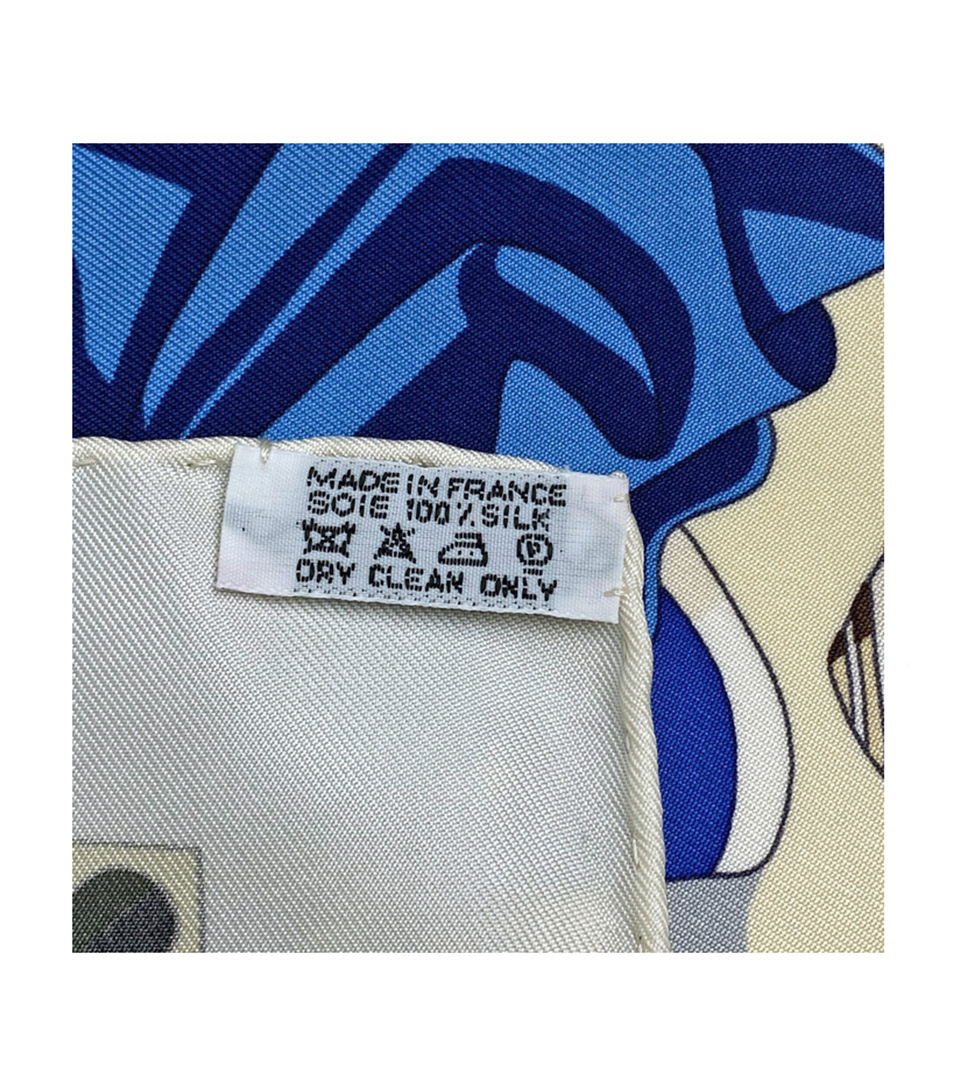 MADE IN FRANCE
SOIE 100% SILK
P
DRY CLEAN ONLY